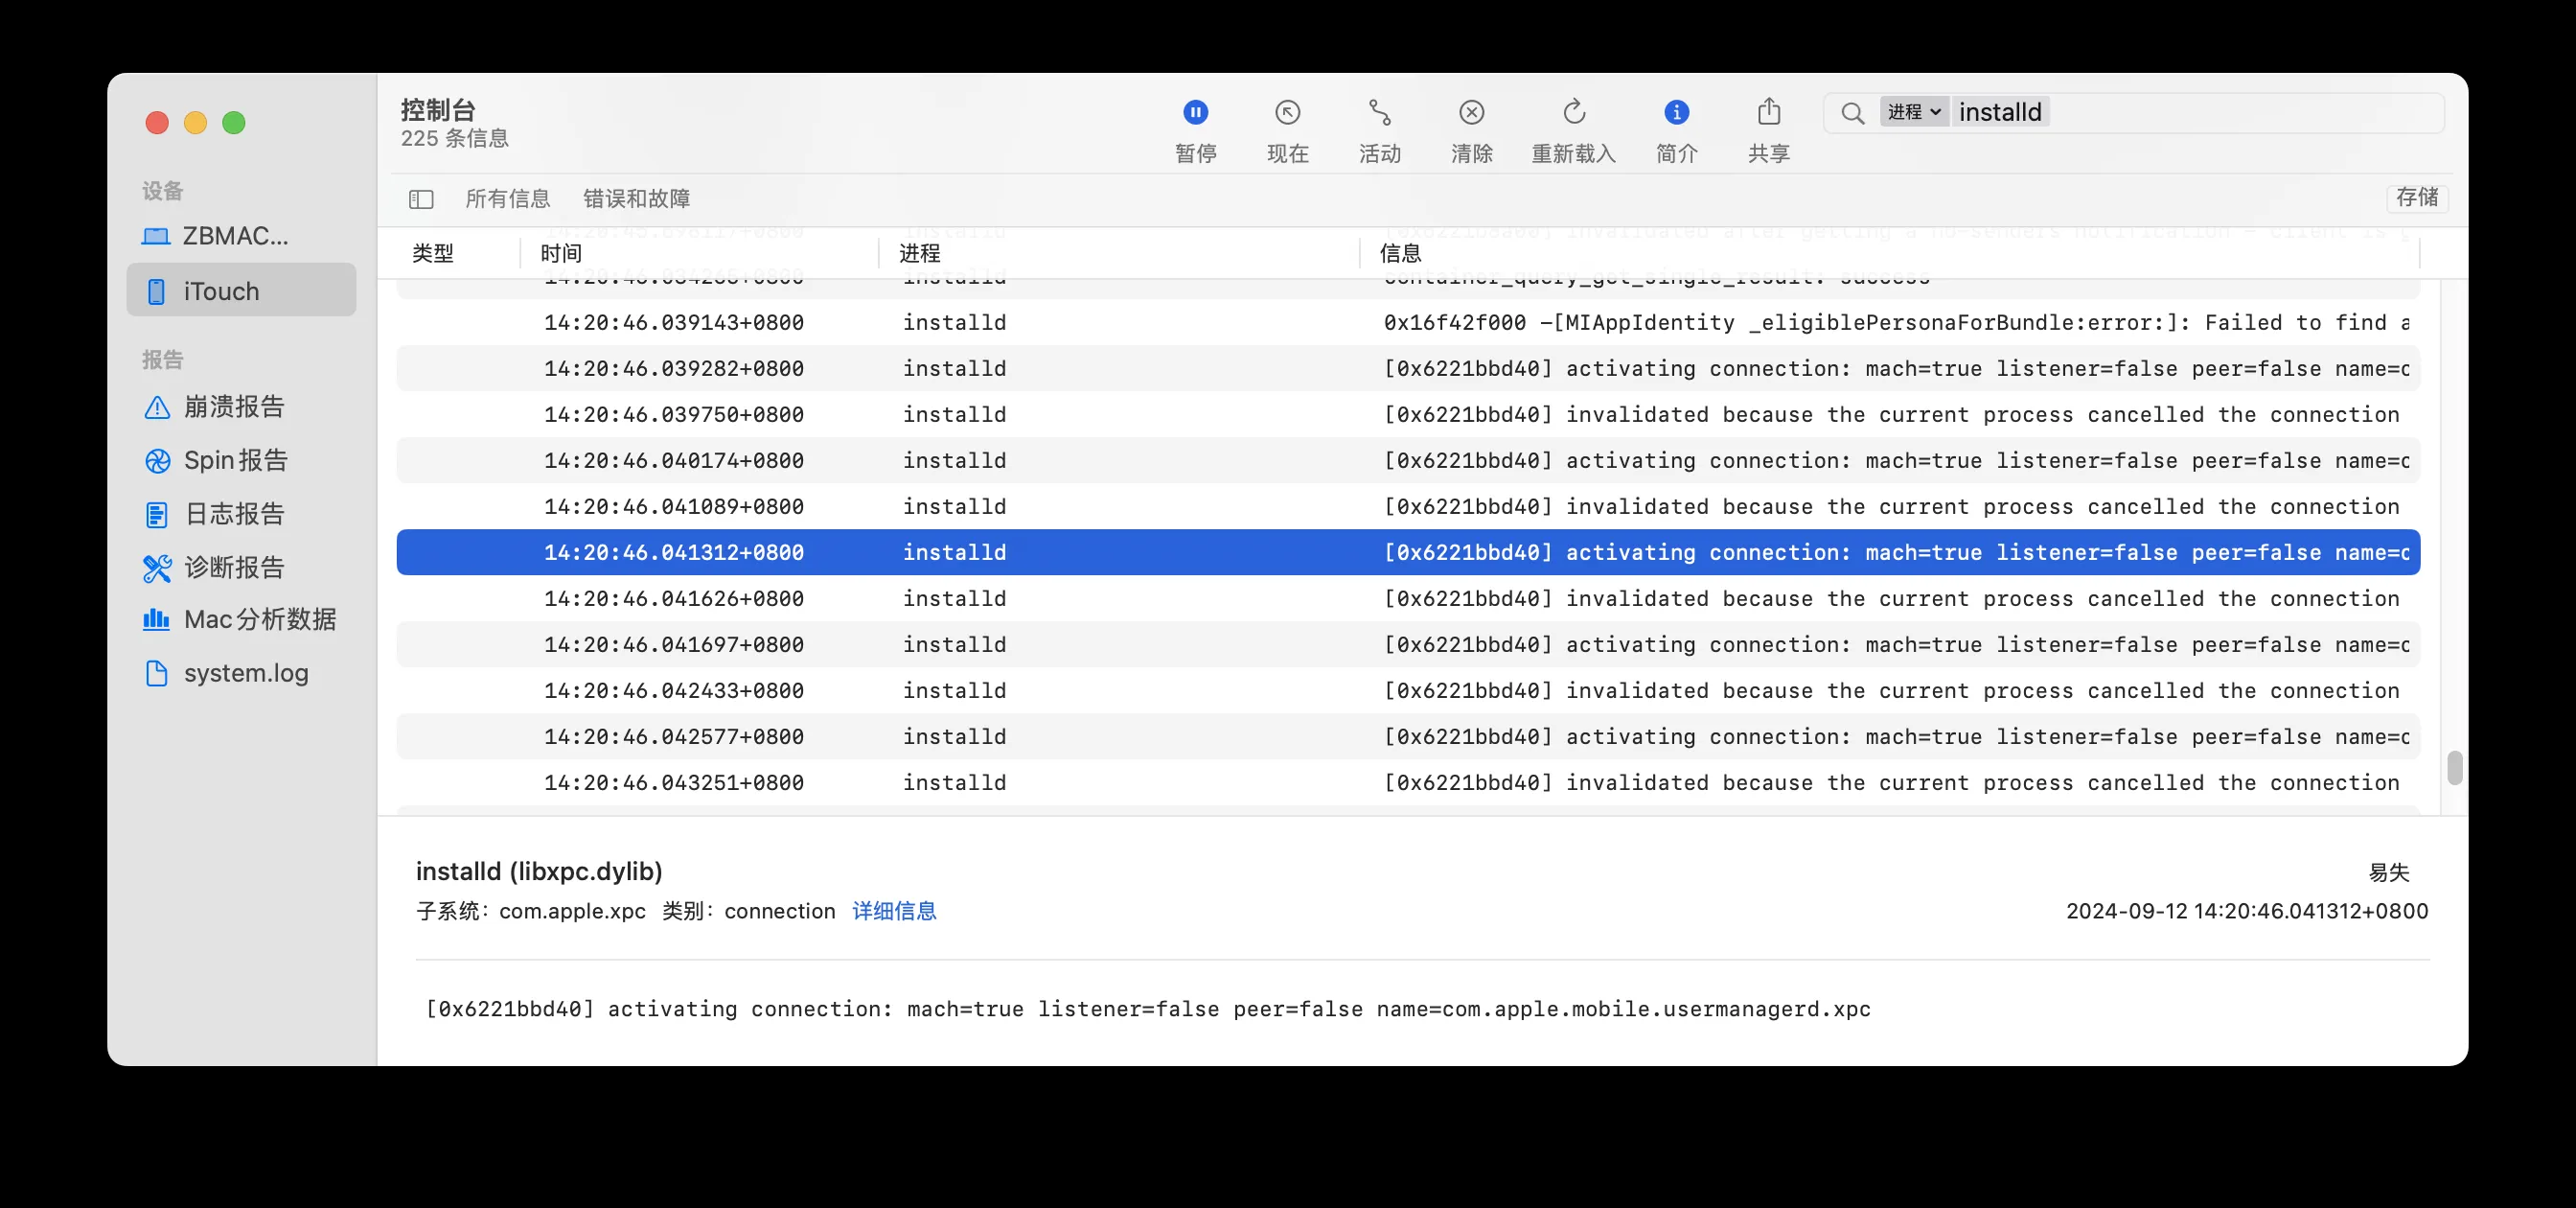 控制台
225 条信息
暂停
现在
活动
清除
重新载入
简介
共享
进程
installd
设备
ZBMAC...
iTouch
报告
崩溃报告
Spin 报告
日志报告
诊断报告
Mac 分析数据
system.log
所有信息 错误和故障
存储
类型 时间 进程 信息
14:20:46.034265+0800 installd container_query_get_single_result: success
14:20:46.039143+0800 installd 0x16f42f000 -[MIAppIdentity _eligiblePersonaForBundle:error:]: Failed to find a
14:20:46.039282+0800 installd [0x6221bbd40] activating connection: mach=true listener=false peer=false name=c
14:20:46.039750+0800 installd [0x6221bbd40] invalidated because the current process cancelled the connection
14:20:46.040174+0800 installd [0x6221bbd40] activating connection: mach=true listener=false peer=false name=c
14:20:46.041089+0800 installd [0x6221bbd40] invalidated because the current process cancelled the connection
14:20:46.041312+0800 installd [0x6221bbd40] activating connection: mach=true listener=false peer=false name=c
14:20:46.041626+0800 installd [0x6221bbd40] invalidated because the current process cancelled the connection
14:20:46.041697+0800 installd [0x6221bbd40] activating connection: mach=true listener=false peer=false name=c
14:20:46.042433+0800 installd [0x6221bbd40] invalidated because the current process cancelled the connection
14:20:46.042577+0800 installd [0x6221bbd40] activating connection: mach=true listener=false peer=false name=c
14:20:46.043251+0800 installd [0x6221bbd40] invalidated because the current process cancelled the connection
installd (libxpc.dylib)
易失
子系统：com.apple.xpc 类别：connection 详细信息
2024-09-12 14:20:46.041312+0800
[0x6221bbd40] activating connection: mach=true listener=false peer=false name=com.apple.mobile.usermanagerd.xpc